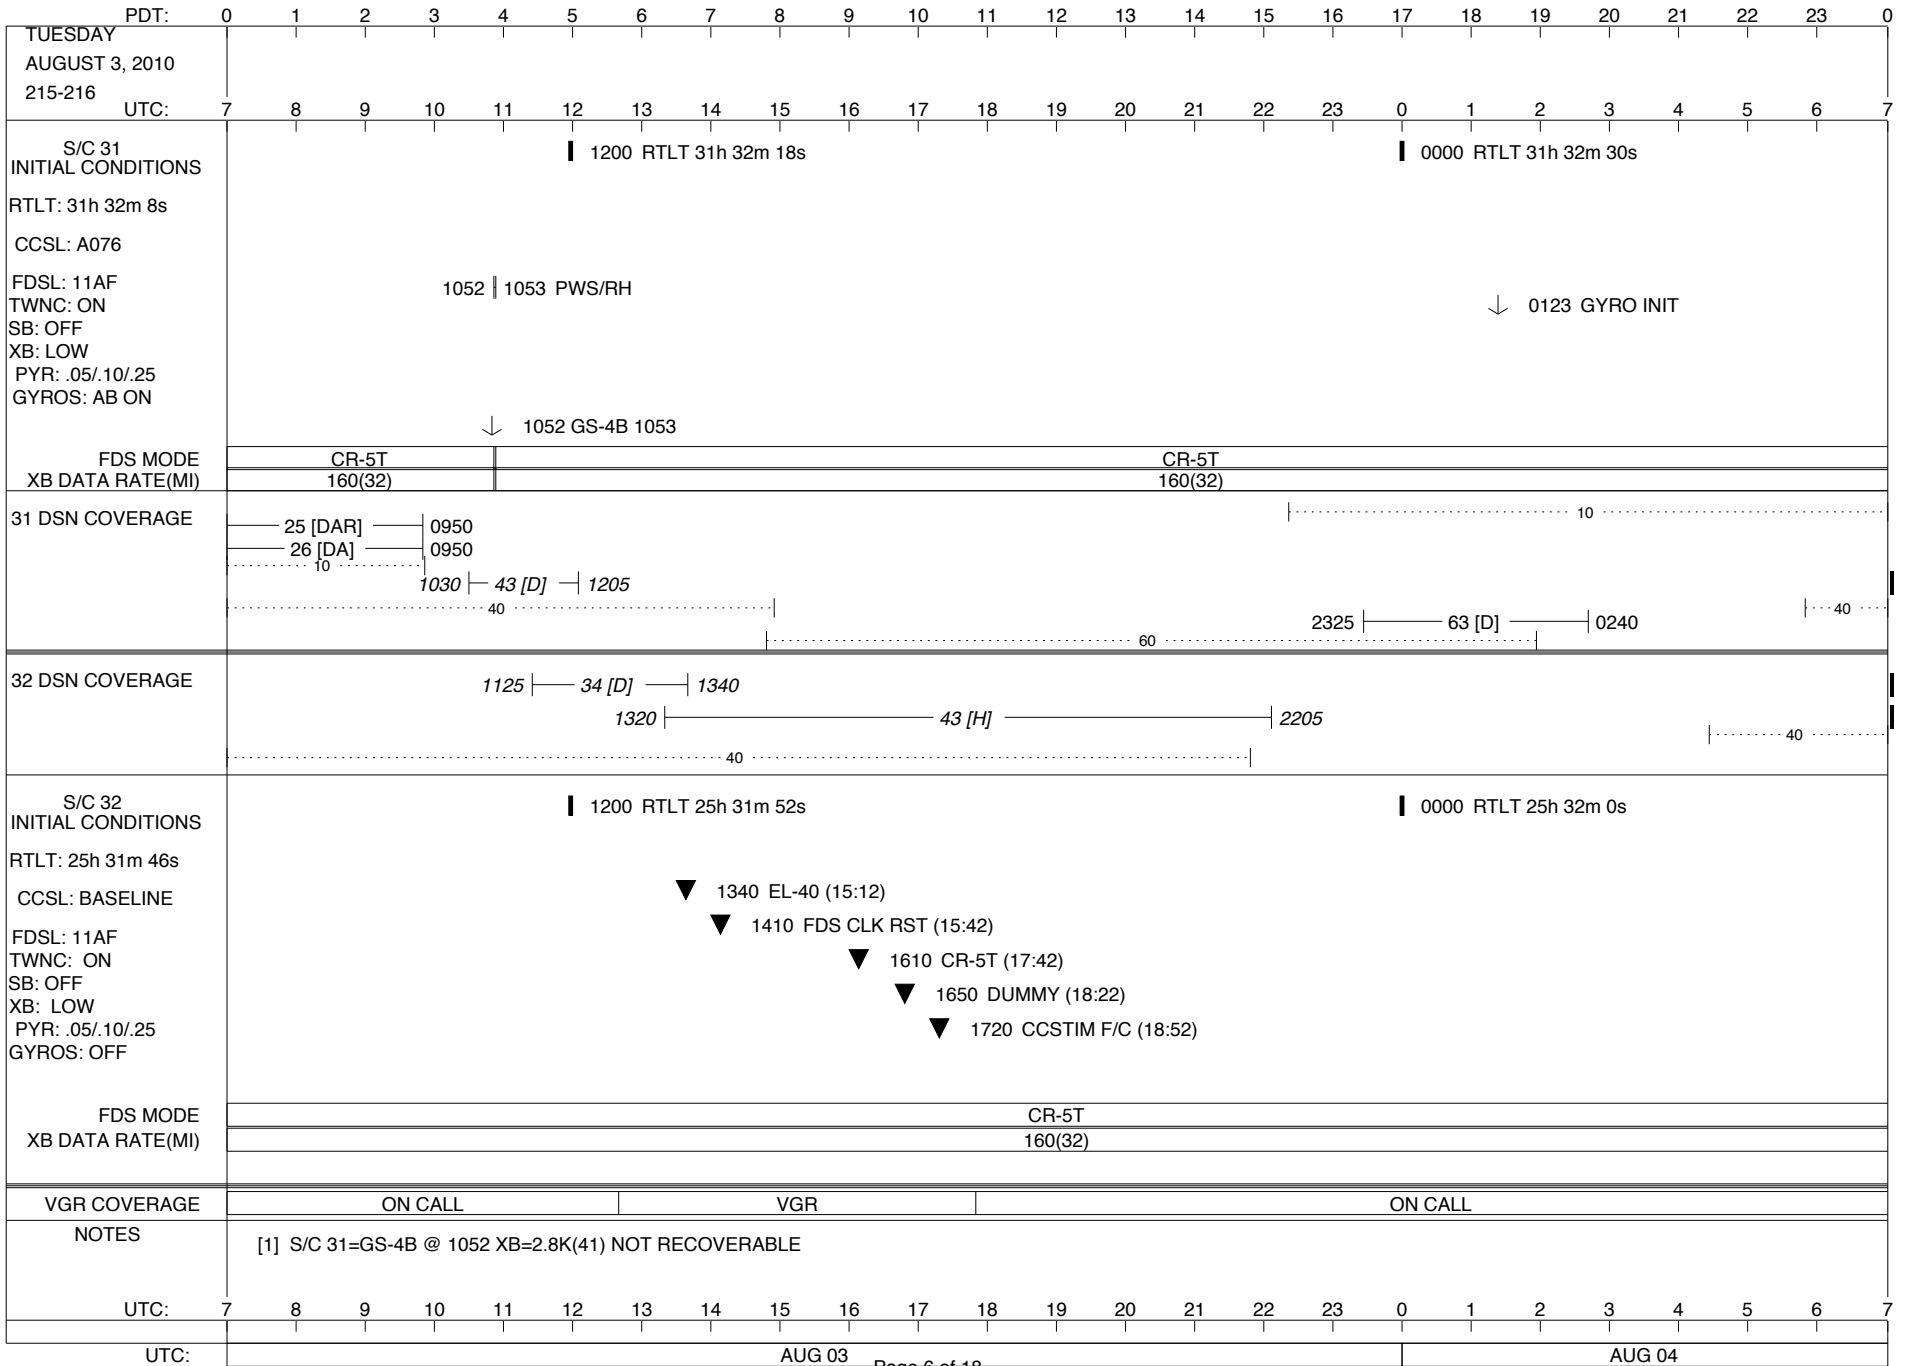 PDT: 0 1 2 3 4 5 6 7 8 9 10 11 12 13 14 15 16 17 18 19 20 21 22 23 0
TUESDAY
AUGUST 3, 2010
215-216
UTC: 7 8 9 10 11 12 13 14 15 16 17 18 19 20 21 22 23 0 1 2 3 4 5 6 7
S/C 31
INITIAL CONDITIONS
1200 RTLT 31h 32m 18s
0000 RTLT 31h 32m 30s
RTLT: 31h 32m 8s
CCSL: A076
FDSL: 11AF
1052 1053 PWS/RH
TWNC: ON
0123 GYRO INIT
SB: OFF
XB: LOW
PYR: .05/.10/.25
GYROS: AB ON
1052 GS-4B 1053
FDS MODE CR-5T CR-5T
XB DATA RATE(MI) 160(32) 160(32)
31 DSN COVERAGE
10
25 [DAR] 0950
26 [DA] 0950
10
1030 43 [D] 1205
40 40
2325 63 [D] 0240
60
32 DSN COVERAGE
1125 34 [D] 1340
1320 43 [H] 2205
40
40
S/C 32
INITIAL CONDITIONS
1200 RTLT 25h 31m 52s
0000 RTLT 25h 32m 0s
RTLT: 25h 31m 46s
CCSL: BASELINE
1340 EL-40 (15:12)
1410 FDS CLK RST (15:42)
FDSL: 11AF
TWNC: ON
1610 CR-5T (17:42)
SB: OFF
1650 DUMMY (18:22)
XB: LOW
PYR: .05/.10/.25
1720 CCSTIM F/C (18:52)
GYROS: OFF
FDS MODE CR-5T
XB DATA RATE(MI) 160(32)
VGR COVERAGE ON CALL VGR ON CALL
NOTES
[1] S/C 31=GS-4B @ 1052 XB=2.8K(41) NOT RECOVERABLE
UTC: 7 8 9 10 11 12 13 14 15 16 17 18 19 20 21 22 23 0 1 2 3 4 5 6 7
UTC: AUG 03 AUG 04
Page 6 of 18